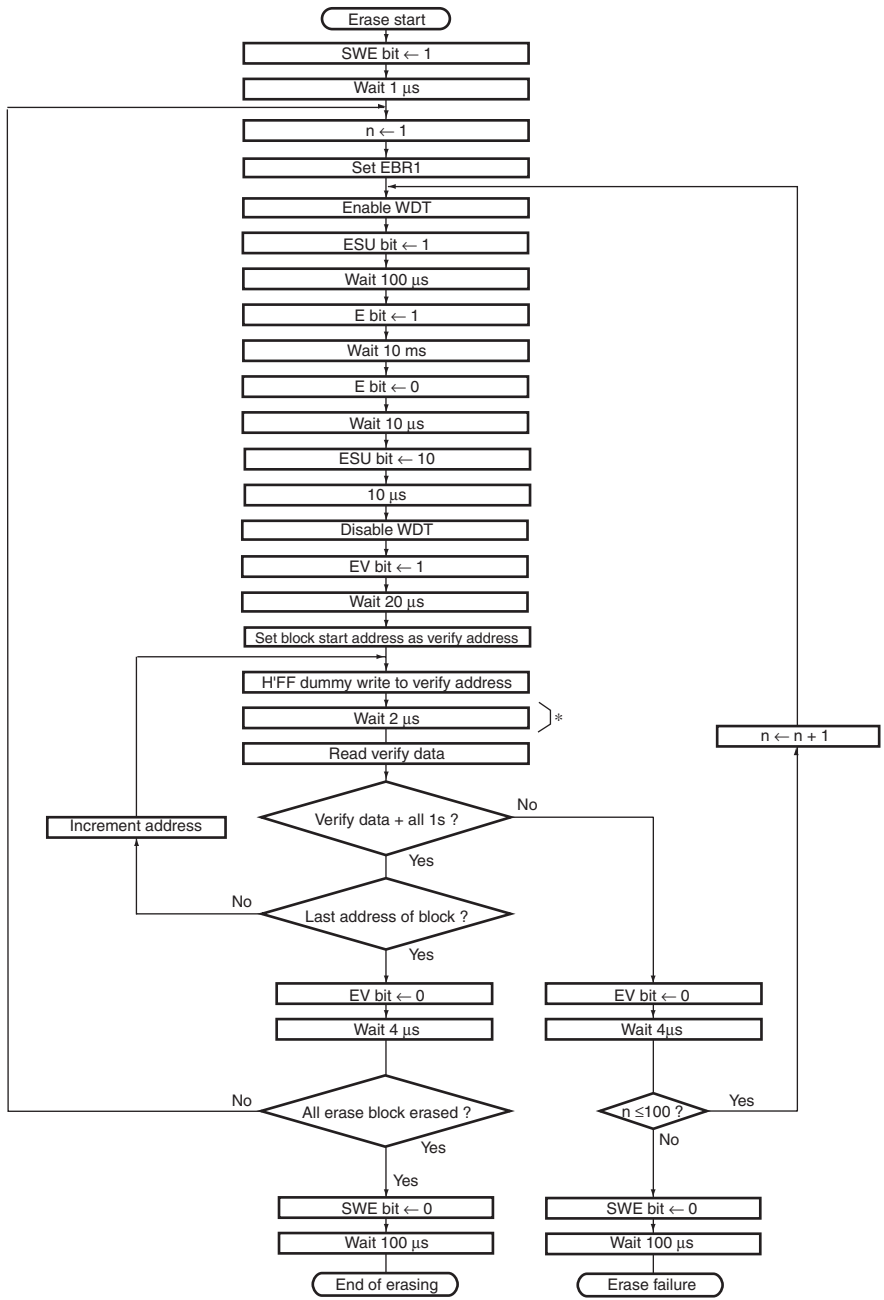 Erase start
SWE bit ← 1
Wait 1 µs
n ← 1
Set EBR1
Enable WDT
ESU bit ← 1
Wait 100 µs
E bit ← 1
Wait 10 ms
E bit ← 0
Wait 10 µs
ESU bit ← 10
10 µs
Disable WDT
EV bit ← 1
Wait 20 µs
Set block start address as verify address
H'FF dummy write to verify address
Wait 2 µs
*
n ← n + 1
Read verify data
Verify data + all 1s ?
No
Increment address
Yes
No
Last address of block ?
Yes
EV bit ← 0
EV bit ← 0
Wait 4 µs
Wait 4µs
No
All erase block erased ?
n ≤100 ?
Yes
Yes
No
Yes
SWE bit ← 0
SWE bit ← 0
Wait 100 µs
Wait 100 µs
End of erasing
Erase failure